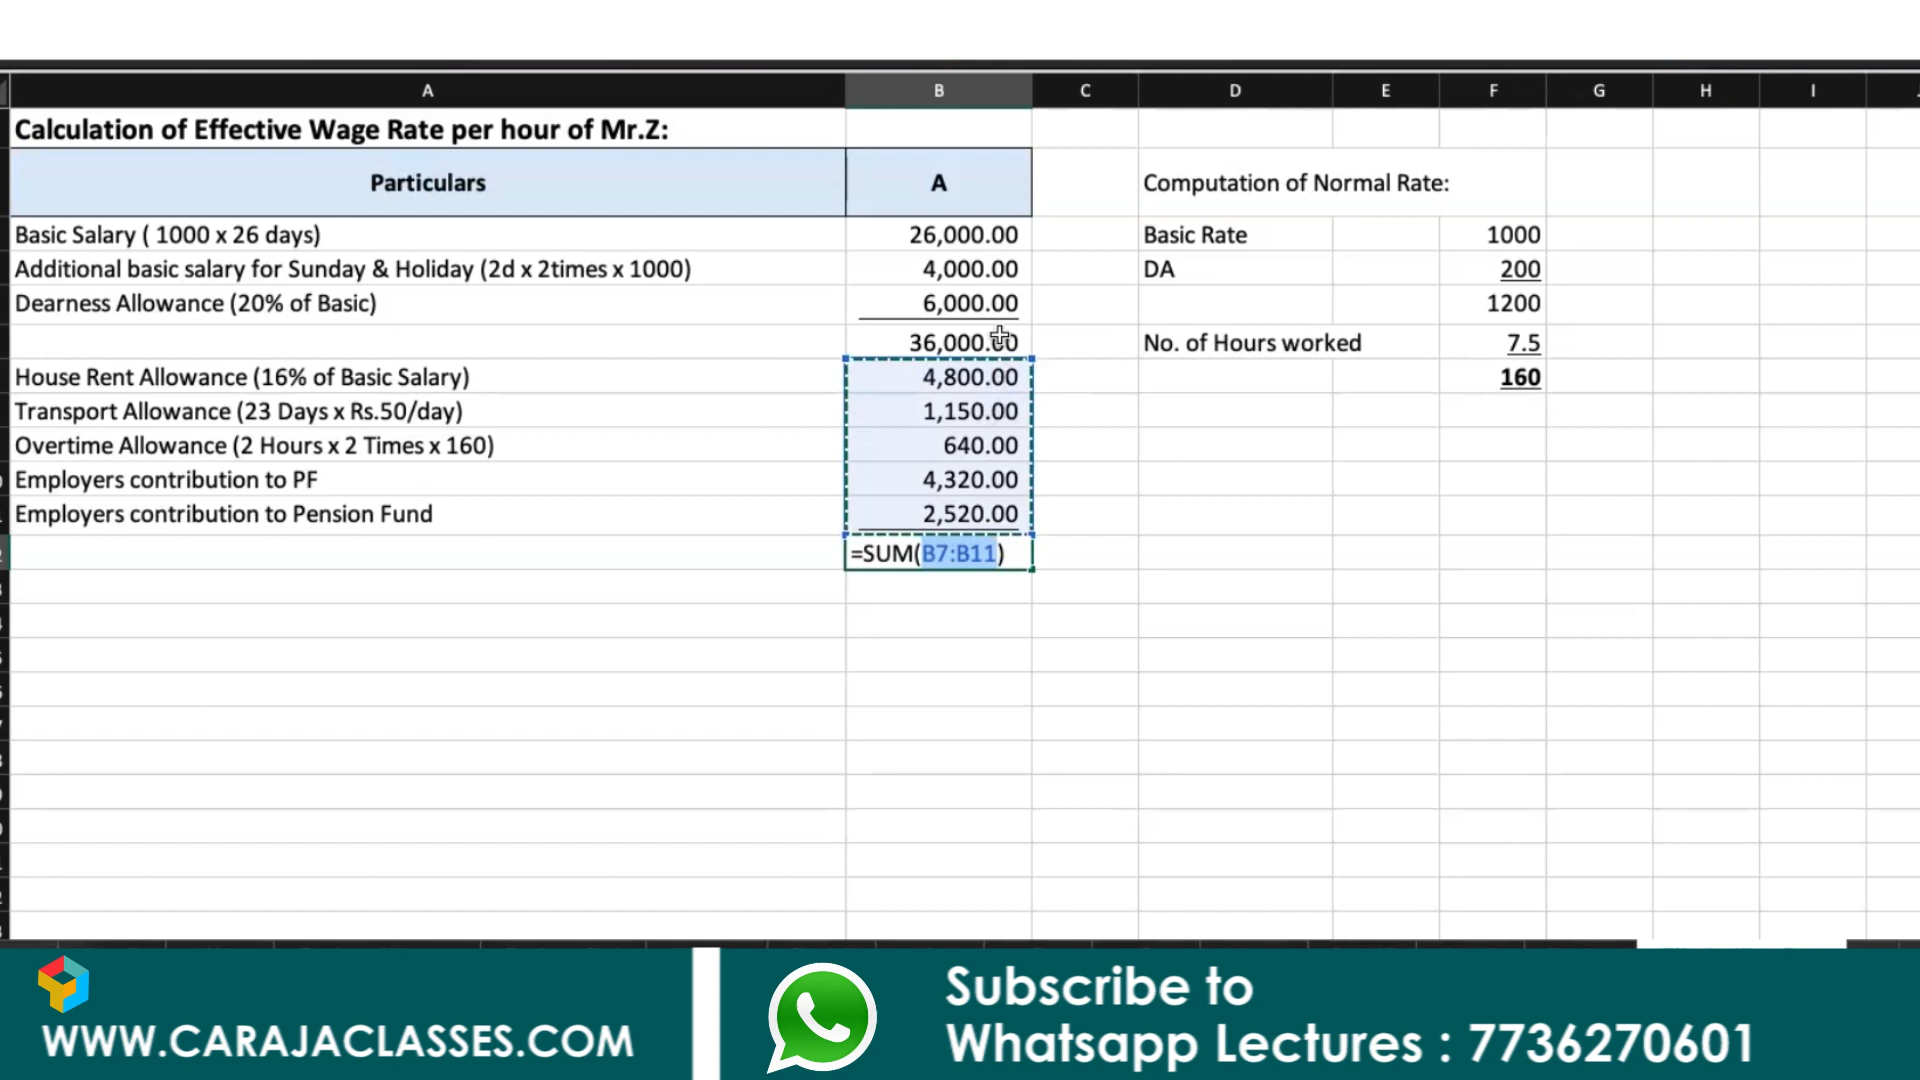 A B C D E F G H I
Calculation of Effective Wage Rate per hour of Mr.Z:
Particulars A Computation of Normal Rate:
Basic Salary ( 1000 x 26 days) 26,000.00 Basic Rate 1000
Additional basic salary for Sunday & Holiday (2d x 2times x 1000) 4,000.00 DA 200
Dearness Allowance (20% of Basic) 6,000.00 1200
36,000.00 No. of Hours worked 7.5
House Rent Allowance (16% of Basic Salary) 4,800.00 160
Transport Allowance (23 Days x Rs.50/day) 1,150.00
Overtime Allowance (2 Hours x 2 Times x 160) 640.00
Employers contribution to PF 4,320.00
Employers contribution to Pension Fund 2,520.00
=SUM(B7:B11)
WWW.CARAJACLASSES.COM
Subscribe to
Whatsapp Lectures : 7736270601